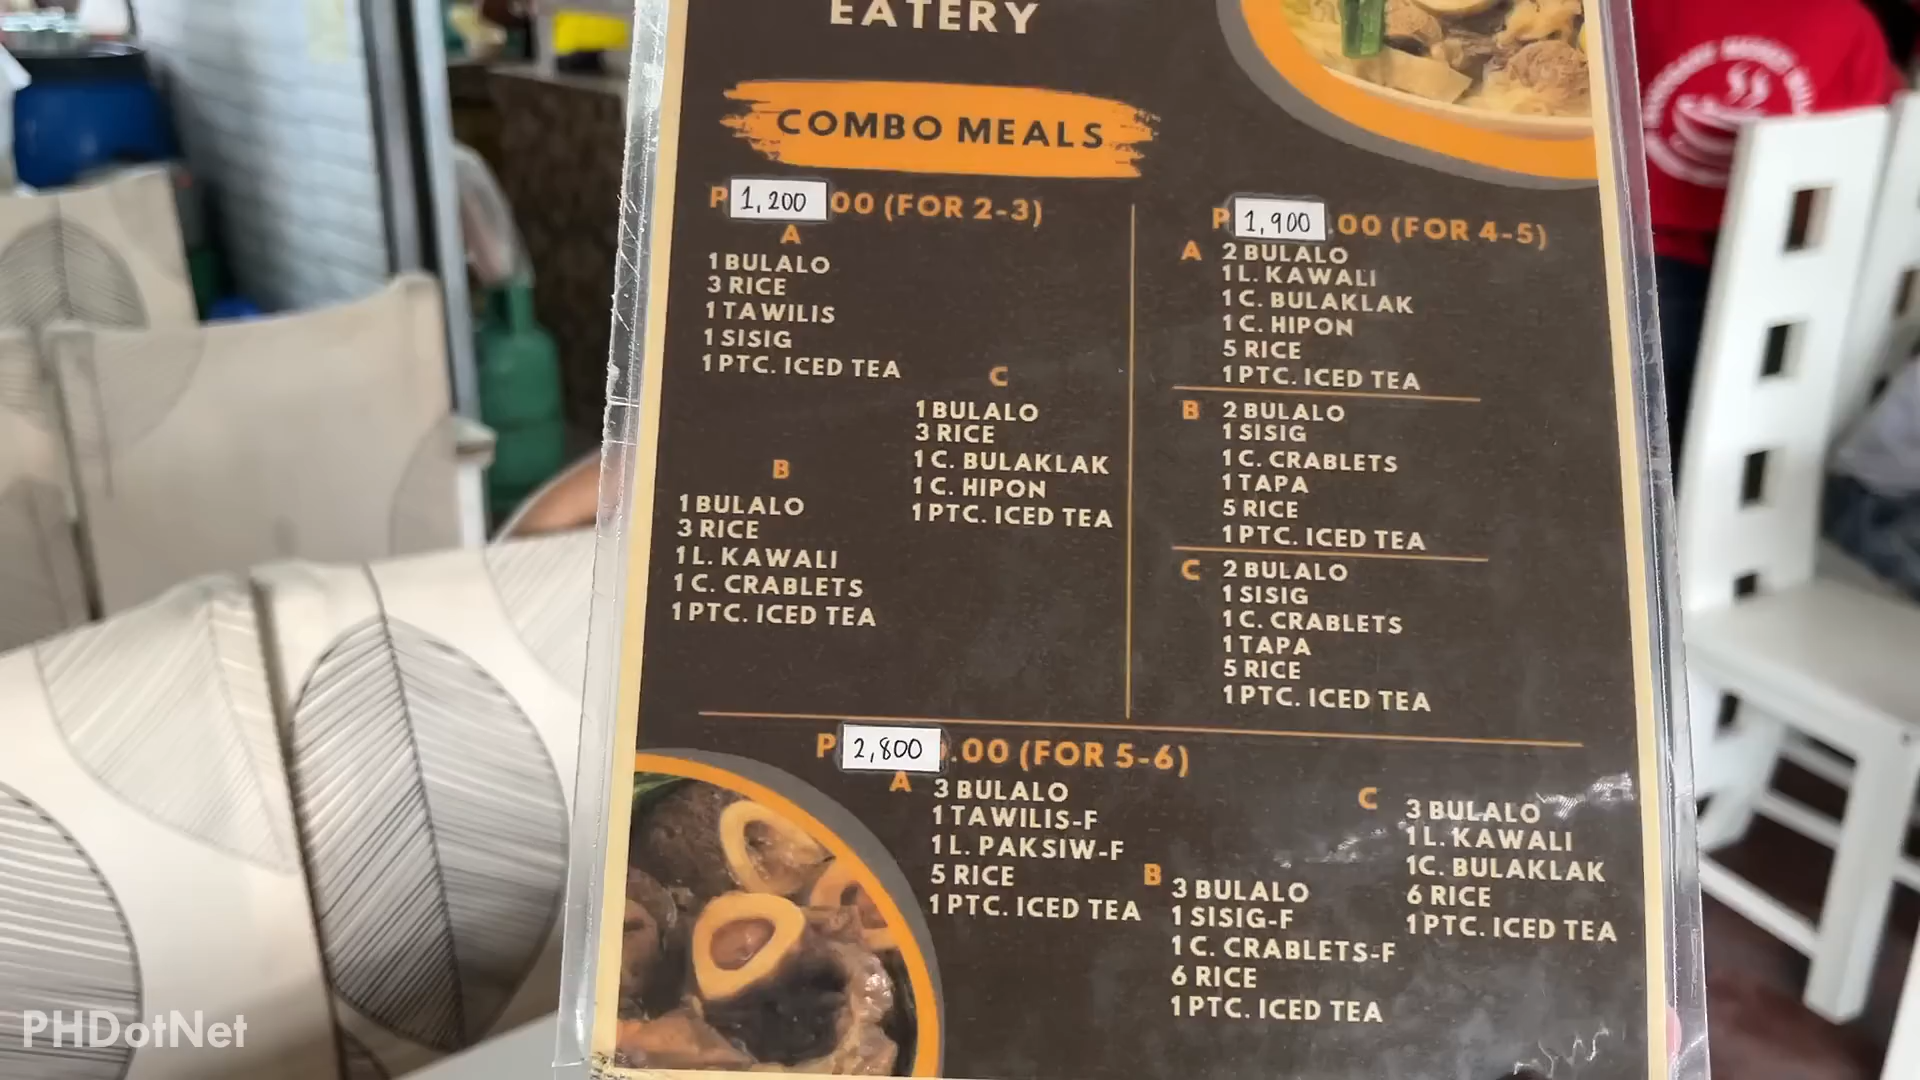 EATERY
COMBO MEALS
P 1,200 00 (FOR 2-3)
A
1 BULALO
3 RICE
1 TAWILIS
1 SISIG
1 PTC. ICED TEA
B
1 BULALO
3 RICE
1 L. KAWALI
1 C. CRABLETS
1 PTC. ICED TEA
C
1 BULALO
3 RICE
1 C. BULAKLAK
1 C. HIPON
1 PTC. ICED TEA
P 1,900 .00 (FOR 4-5)
A 2 BULALO
1 L. KAWALI
1 C. BULAKLAK
1 C. HIPON
5 RICE
1 PTC. ICED TEA
B 2 BULALO
1 SISIG
1 C. CRABLETS
1 TAPA
5 RICE
1 PTC. ICED TEA
C 2 BULALO
1 SISIG
1 C. CRABLETS
1 TAPA
5 RICE
1 PTC. ICED TEA
P 2,800 .00 (FOR 5-6)
A 3 BULALO
1 TAWILIS-F
1 L. PAKSIW-F
5 RICE
1 PTC. ICED TEA
B 3 BULALO
1 SISIG-F
1 C. CRABLETS-F
6 RICE
1 PTC. ICED TEA
C 3 BULALO
1 L. KAWALI
1C. BULAKLAK
6 RICE
1 PTC. ICED TEA
PHDotNet